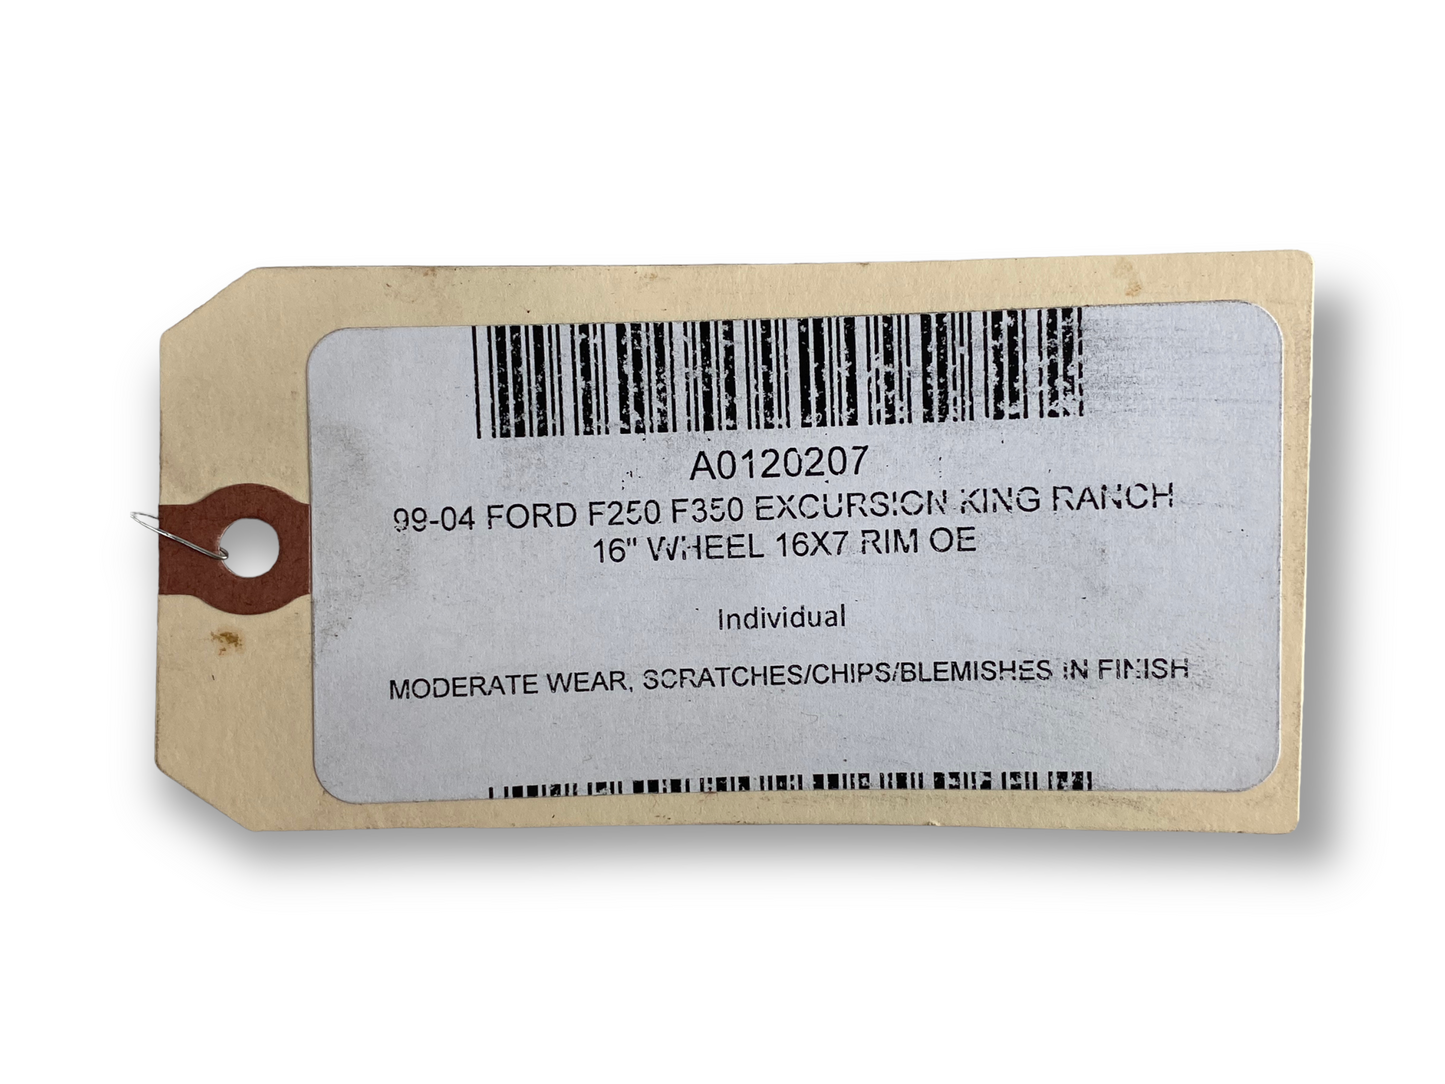 A0120207
99-04 FORD F250 F350 EXCURSION KING RANCH
16" WHEEL 16X7 RIM OE
Individual
MODERATE WEAR, SCRATCHES/CHIPS/BLEMISHES IN FINISH